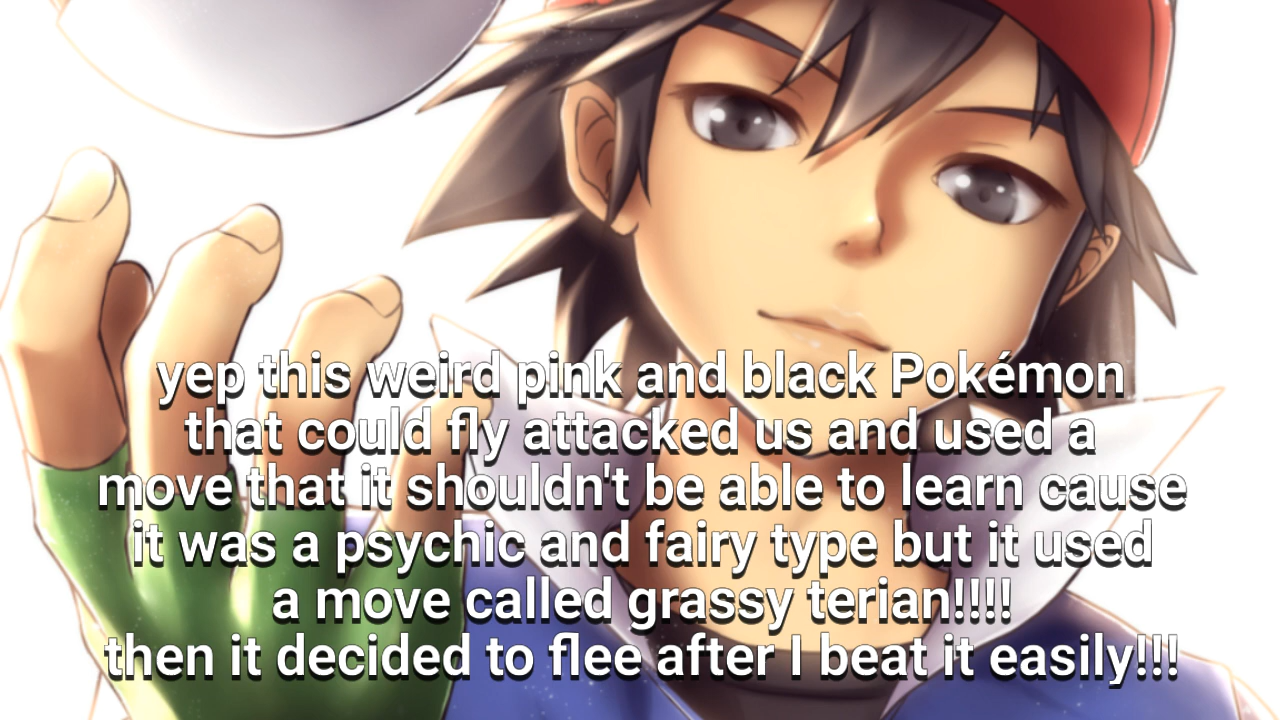 yep this weird pink and black Pokémon
that could fly attacked us and used a
move that it shouldn't be able to learn cause
it was a psychic and fairy type but it used
a move called grassy terian!!!!
then it decided to flee after I beat it easily!!!